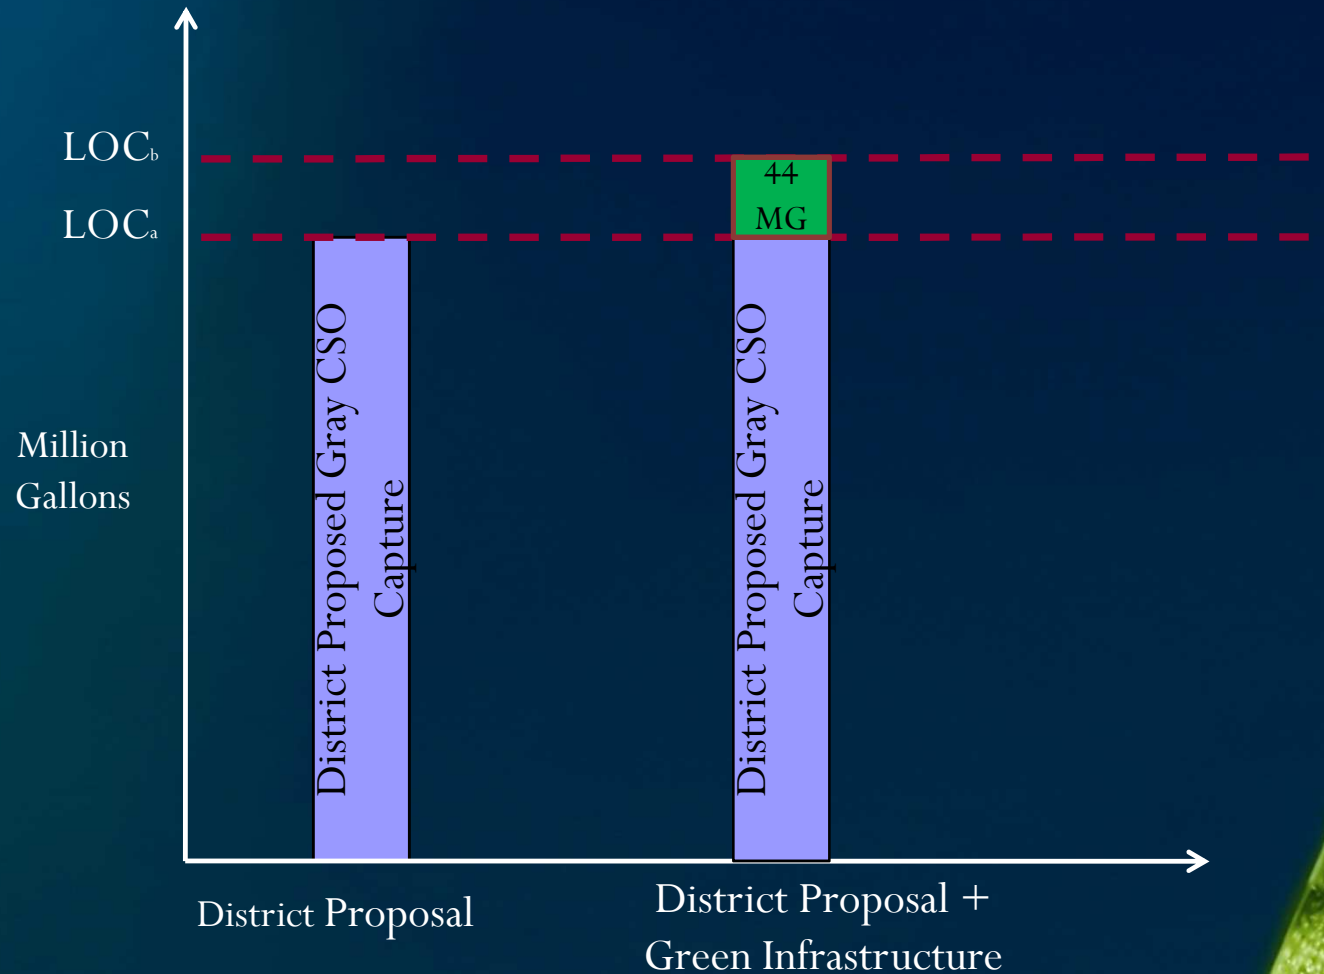 LOCb
44
MG
LOCa
District Proposed Gray CSO
Capture
District Proposed Gray CSO
Capture
Million
Gallons
District Proposal
District Proposal +
Green Infrastructure